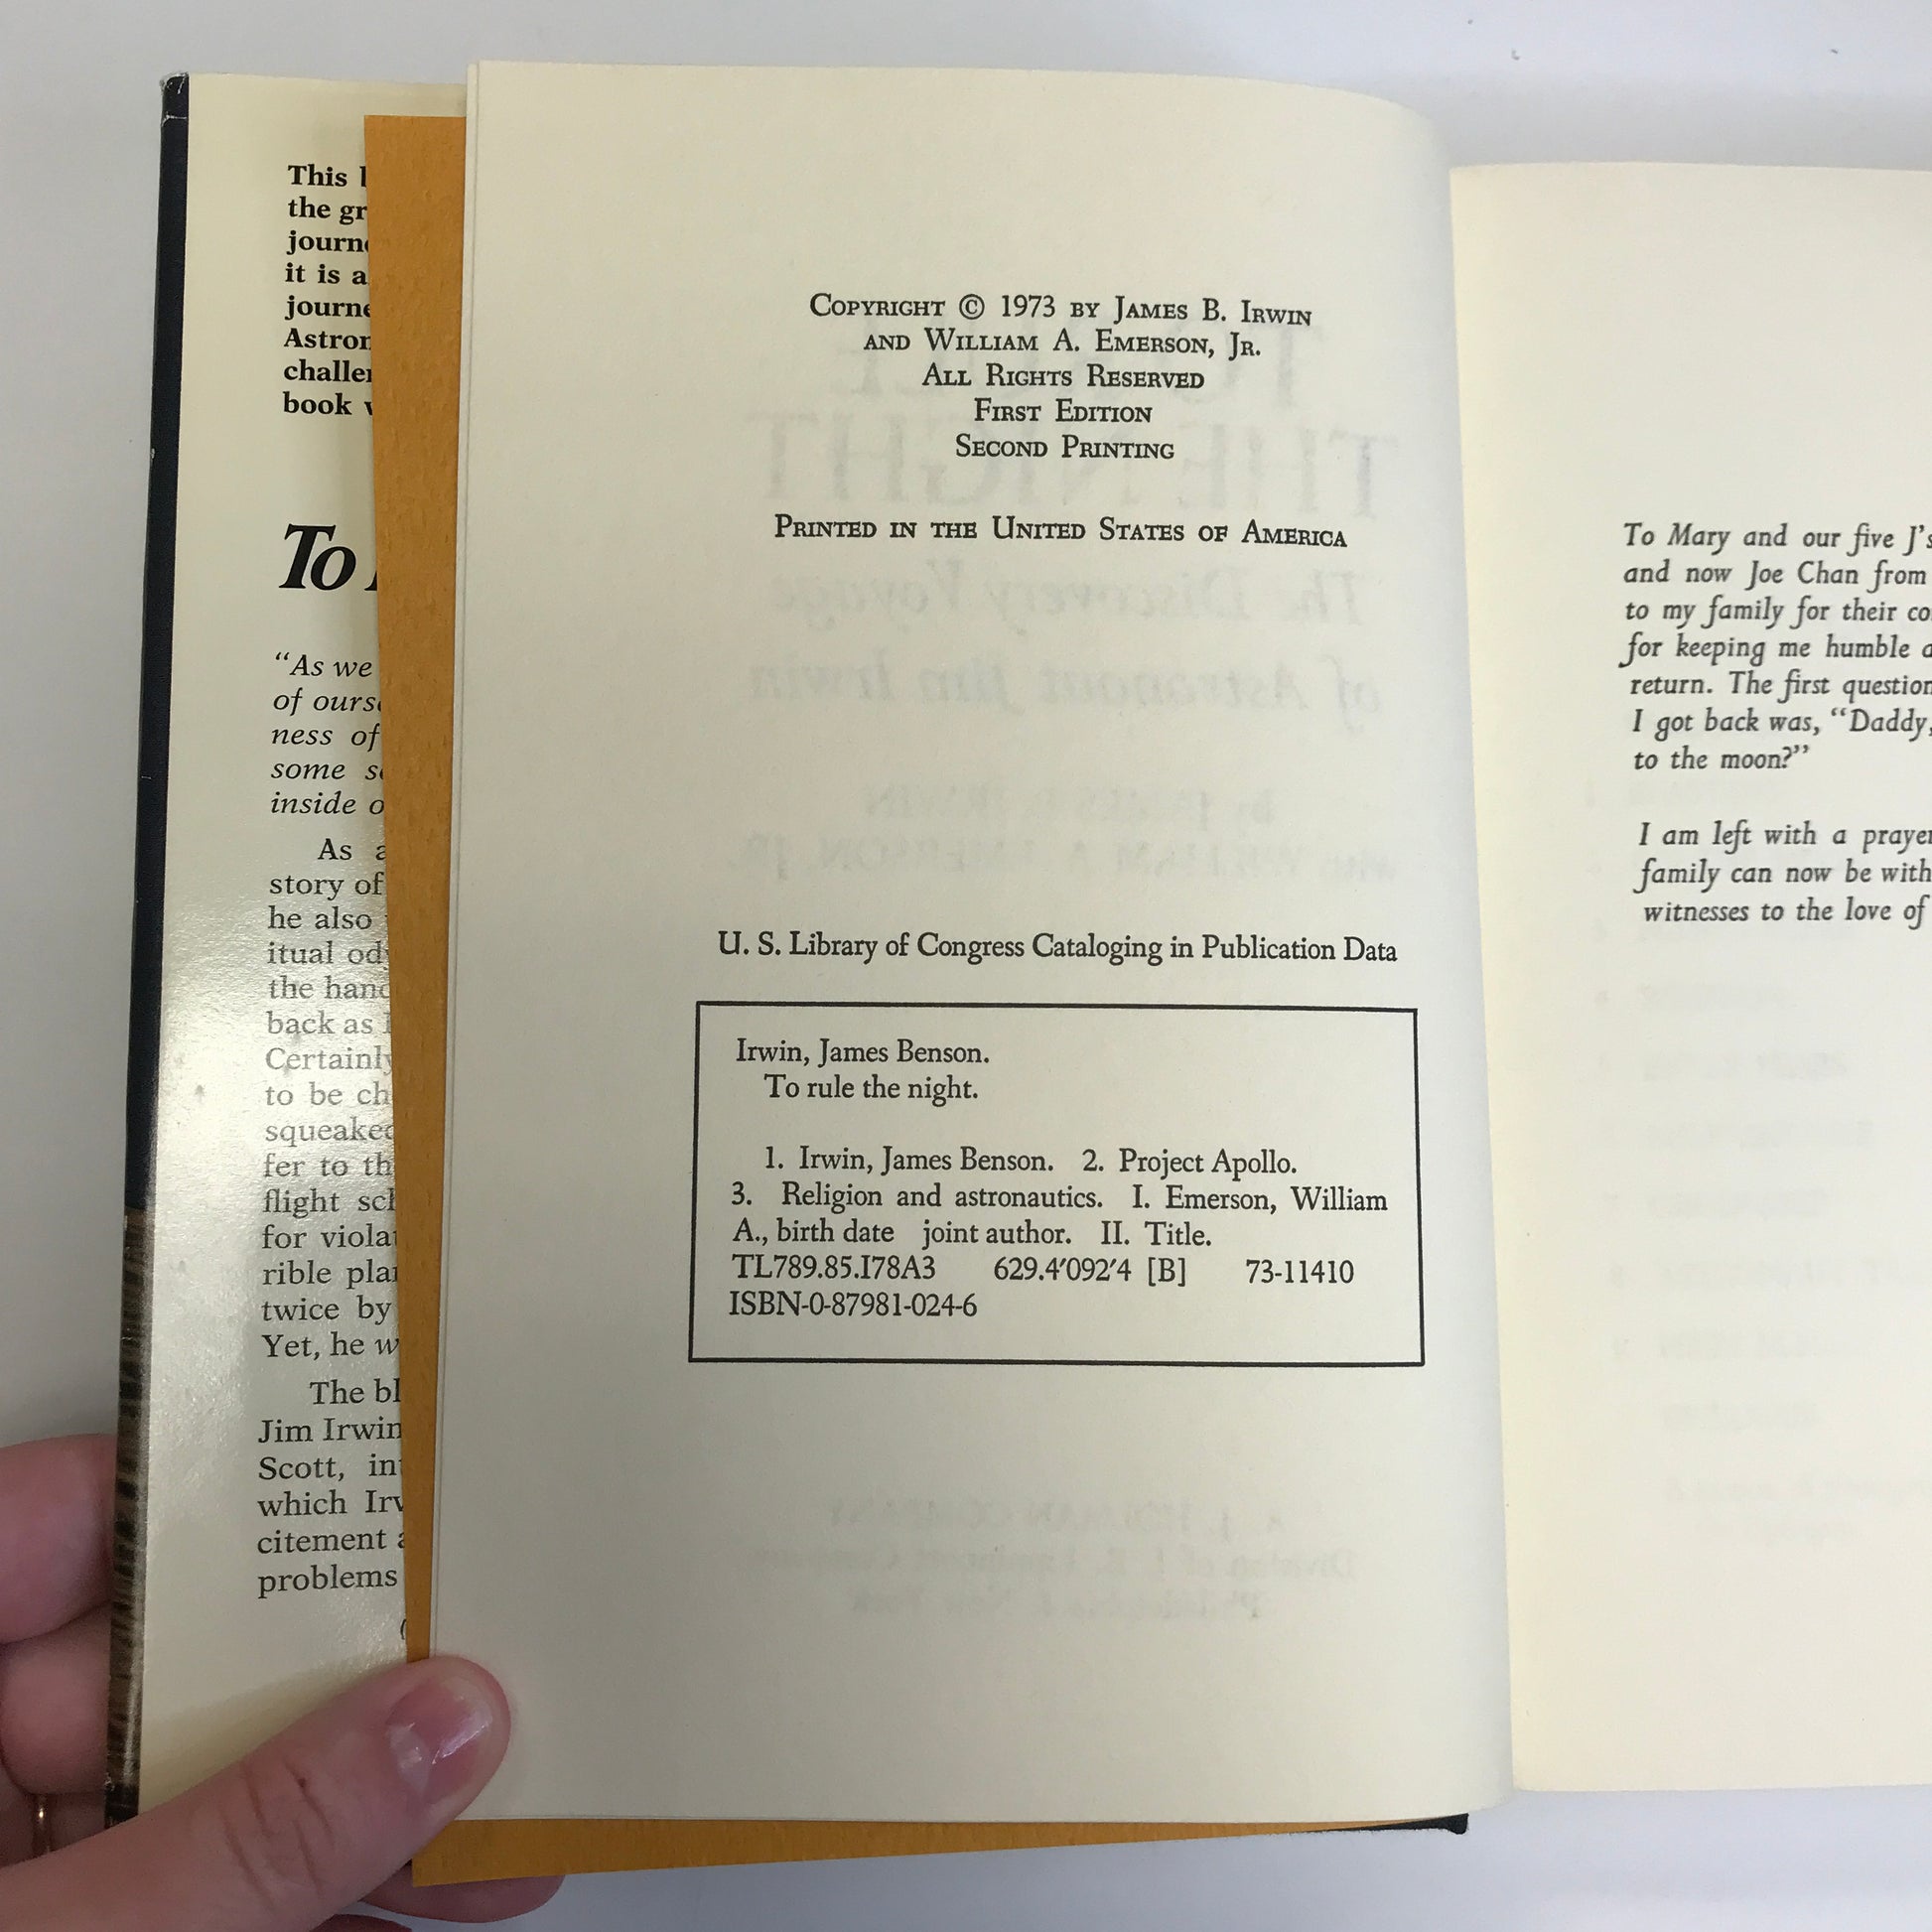 This
the gr
journe
it is a
journe
Astron
challen
book
To
“As we
of ourse
ness of
some
inside o
As a
story of
he also
itual od
the hand
back as
Certainly
to be ch
squeaked
fer to th
flight sch
for violat
rible plan
twice by
Yet, he w
The bl
Jim Irwin
Scott, in
which Irw
citement a
problems
Copyright © 1973 by James B. Irwin
and William A. Emerson, Jr.
All Rights Reserved
First Edition
Second Printing
Printed in the United States of America
U. S. Library of Congress Cataloging in Publication Data
Irwin, James Benson.
To rule the night.
1. Irwin, James Benson. 2. Project Apollo.
3. Religion and astronautics. I. Emerson, William
A., birth date joint author. II. Title.
TL789.85.I78A3 629.4′092′4 [B] 73-11410
ISBN-0-87981-024-6
To Mary and our five J’s
and now Joe Chan from
to my family for their co
for keeping me humble a
return. The first question
I got back was, “Daddy,
to the moon?”
I am left with a prayer
family can now be with
witnesses to the love of